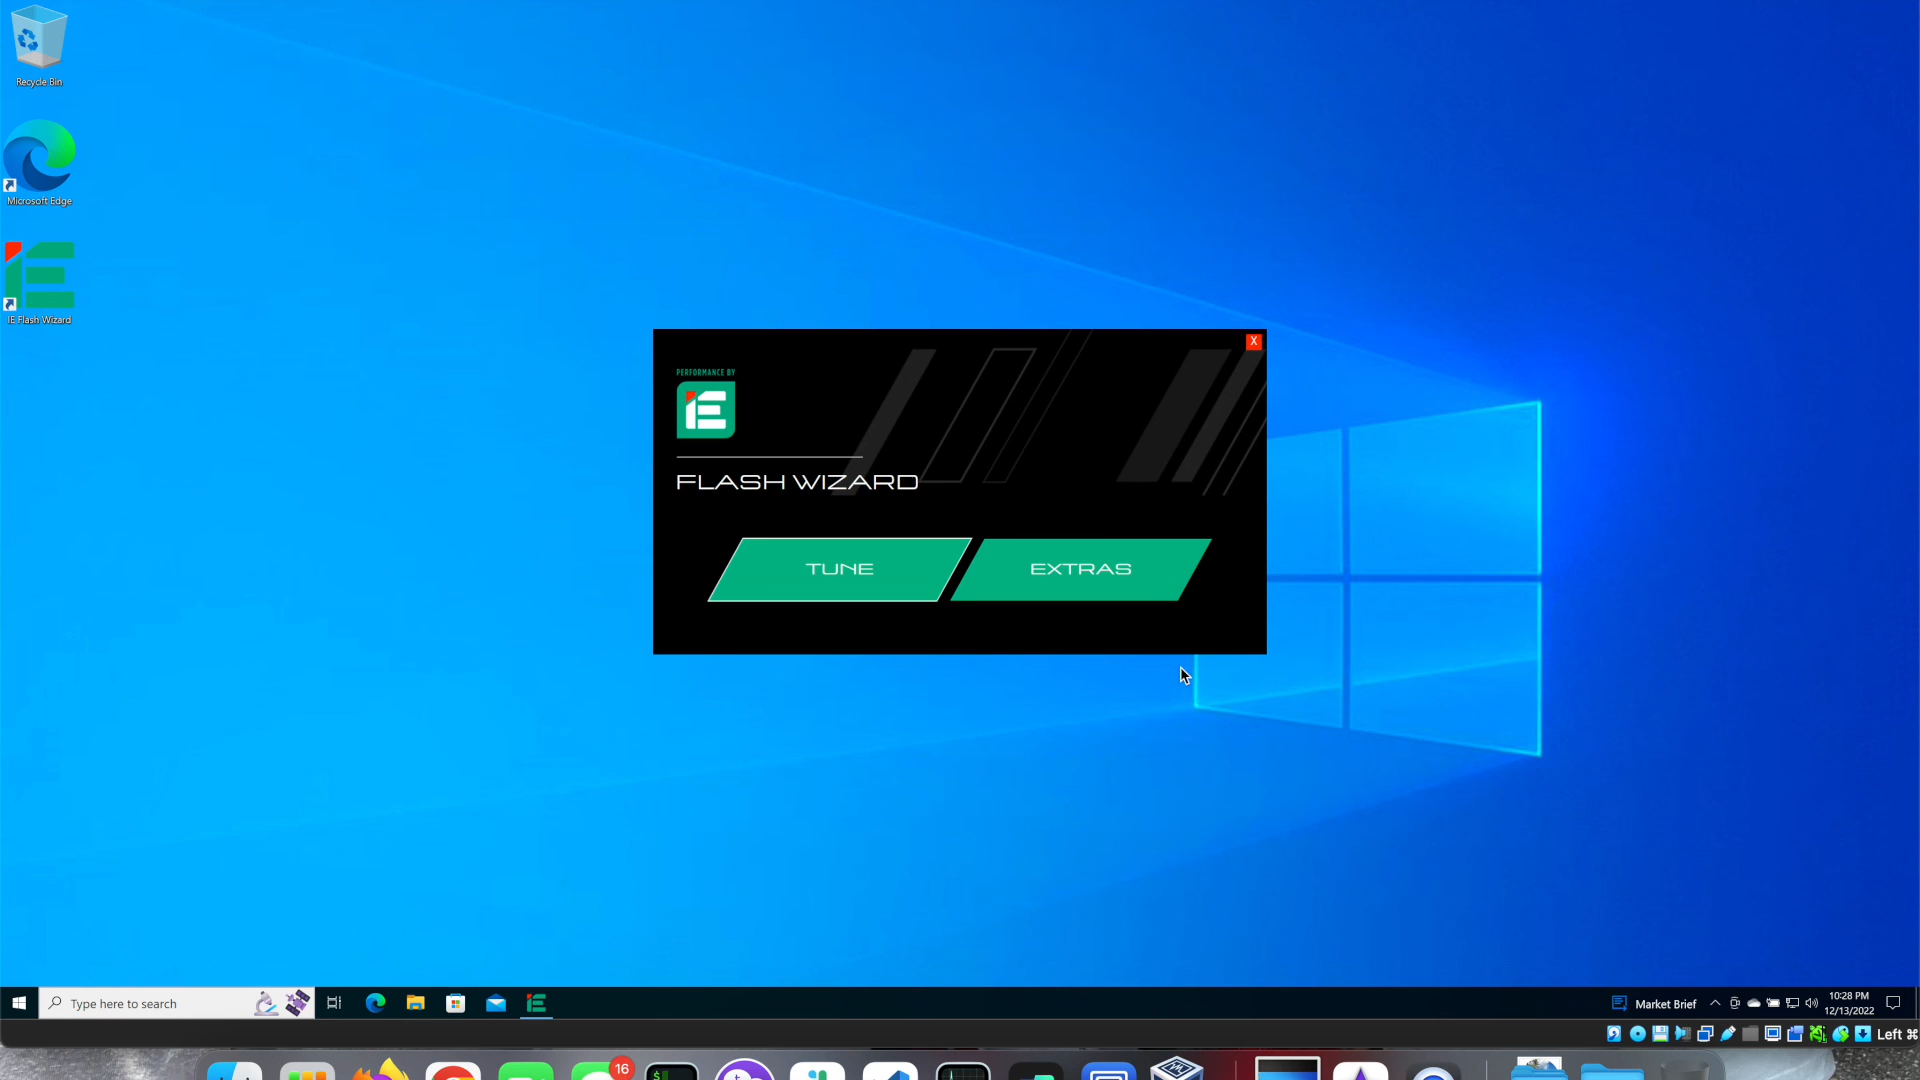 Recycle Bin
Microsoft Edge
IE Flash Wizard
X
PERFORMANCE BY
IE
FLASH WIZARD
TUNE
EXTRAS
Type here to search
Market Brief
10:28 PM
12/13/2022
Left ⌘
16